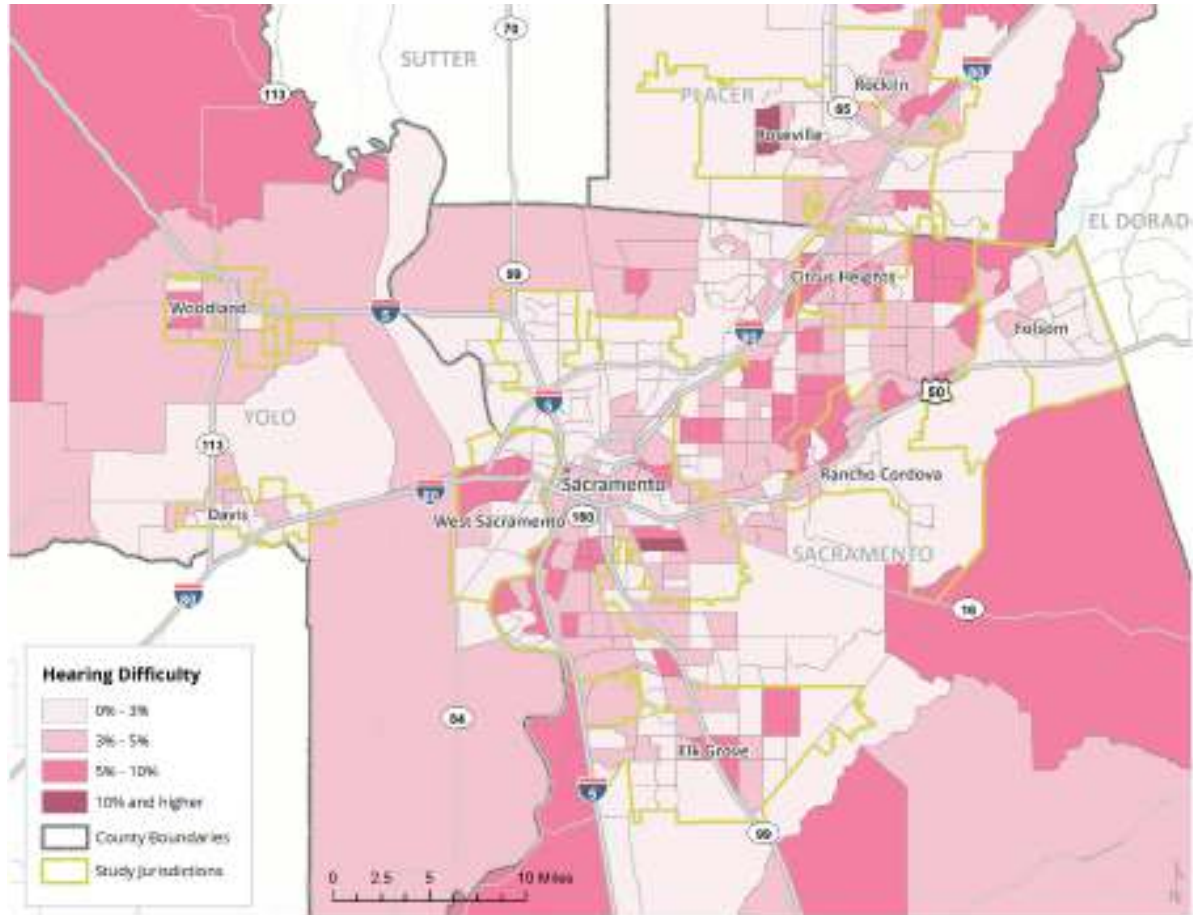 70
SUTTER
113
80
Rocklin
PLACER
65
Roseville
EL DORAD
99
Citrus Heights
Woodland
5
80
Folsom
50
5
YOLO
113
Rancho Cordova
80
Sacramento
Davis
West Sacramento
160
SACRAMENTO
80
16
Hearing Difficulty
0% - 3%
3% - 5%
5% - 10%
10% and higher
County Boundaries
Study Jurisdictions
84
Elk Grove
5
99
0 2.5 5 10 Miles
N